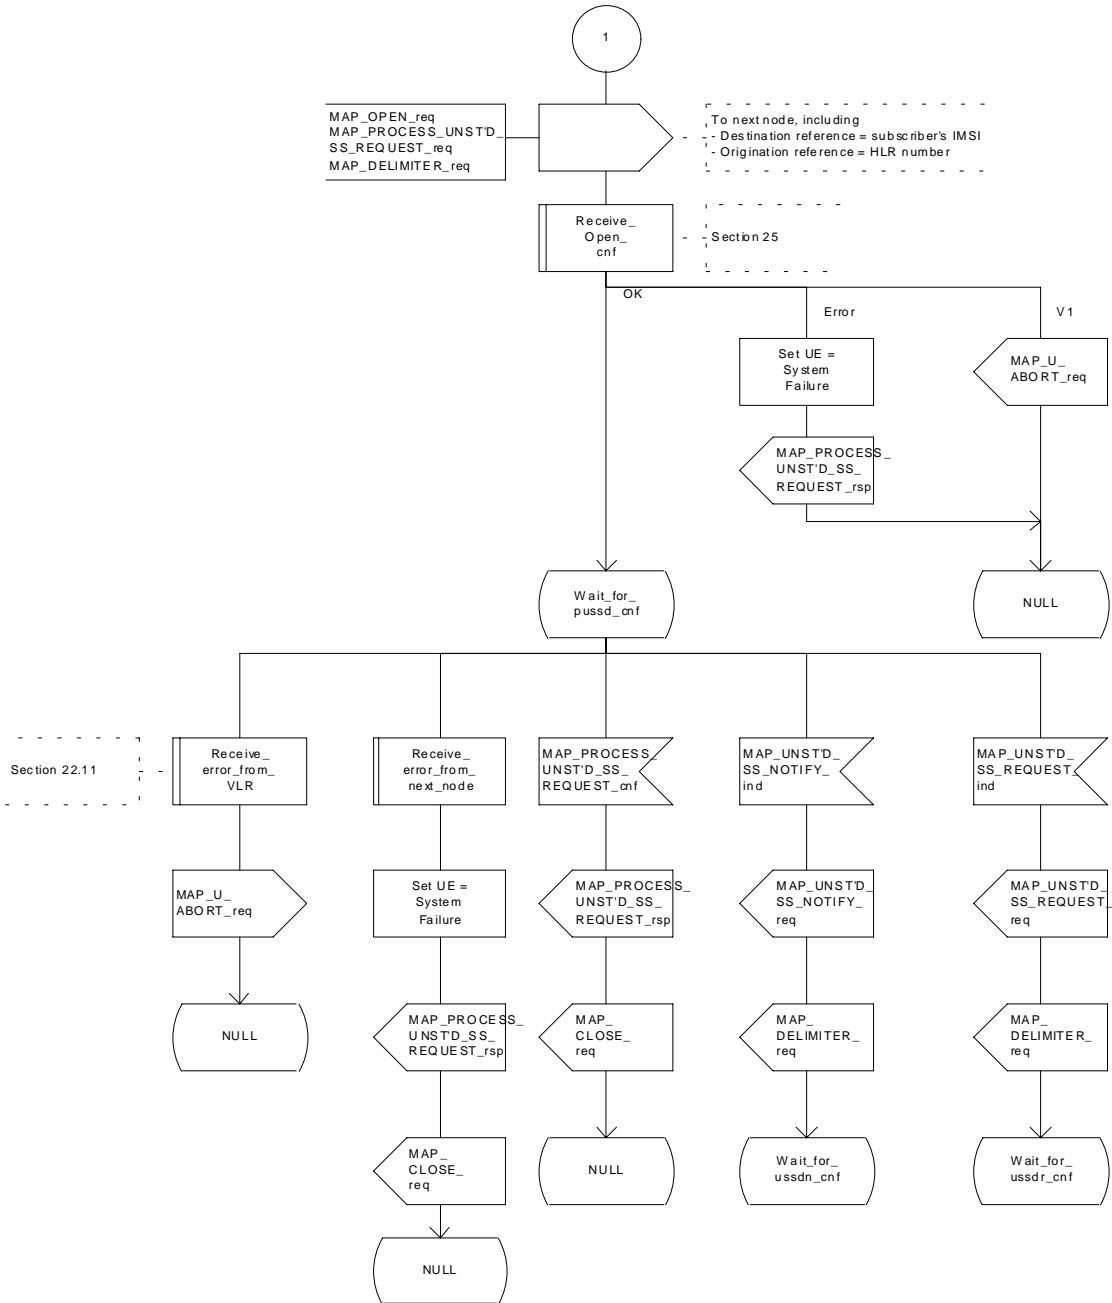 1
MAP_OPEN_req
MAP_PROCESS_UNST'D_
SS_REQUEST_req
MAP_DELIMITER_req
To next node, including
- Destination reference = subscriber's IMSI
- Origination reference = HLR number
Receive_
Open_
cnf
Section 25
OK
Error
V1
Set UE =
System
Failure
MAP_U_
ABORT_req
MAP_PROCESS_
UNST'D_SS_
REQUEST_rsp
Wait_for_
pussd_cnf
NULL
Section 22.11
Receive_
error_from_
VLR
Receive_
error_from_
next_node
MAP_PROCESS_
UNST'D_SS_
REQUEST_cnf
MAP_UNST'D_
SS_NOTIFY_
ind
MAP_UNST'D_
SS_REQUEST_
ind
MAP_U_
ABORT_req
Set UE =
System
Failure
MAP_PROCESS_
UNST'D_SS_
REQUEST_rsp
MAP_UNST'D_
SS_NOTIFY_
req
MAP_UNST'D_
SS_REQUEST_
req
NULL
MAP_PROCESS_
UNST'D_SS_
REQUEST_rsp
MAP_
CLOSE_
req
MAP_
DELIMITER_
req
MAP_
DELIMITER_
req
MAP_
CLOSE_
req
NULL
Wait_for_
ussdn_cnf
Wait_for_
ussdr_cnf
NULL